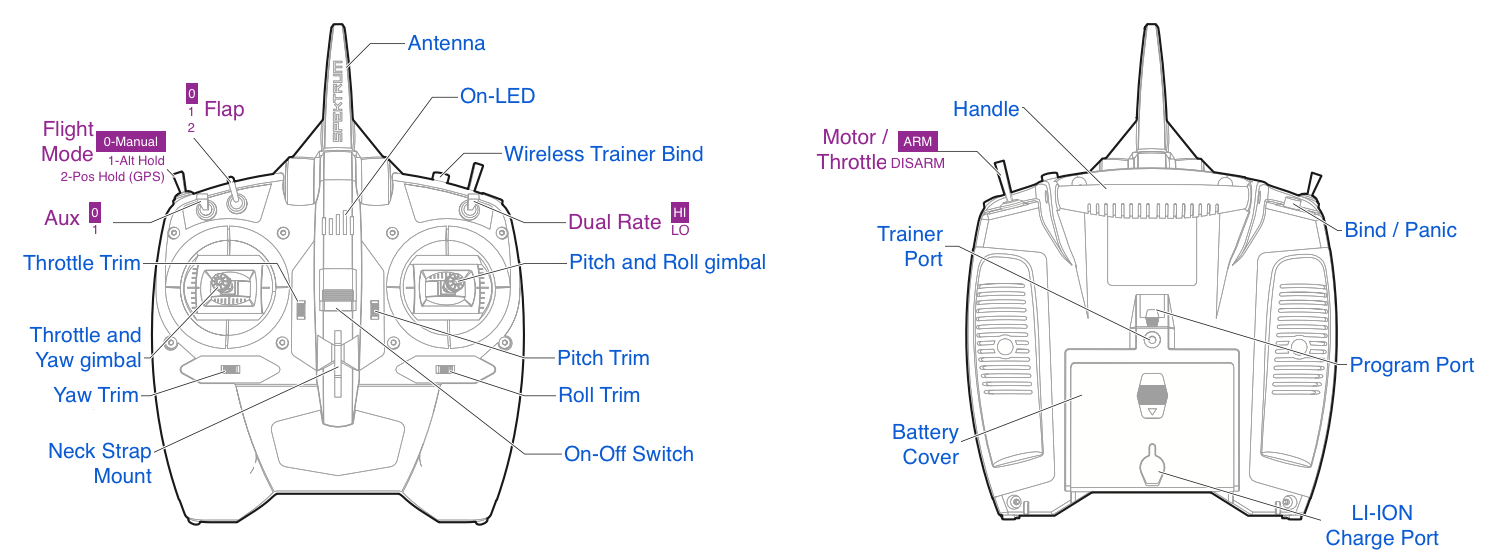 Antenna
SPEKTRUM
On-LED
0
1
2
Flap
Flight
Mode
0-Manual
1-Alt Hold
2-Pos Hold (GPS)
Wireless Trainer Bind
Aux
0
1
Dual Rate
HI
LO
Throttle Trim
Pitch and Roll gimbal
Throttle and
Yaw gimbal
Pitch Trim
Yaw Trim
Roll Trim
Neck Strap
Mount
On-Off Switch
Handle
Motor /
Throttle
ARM
DISARM
Trainer
Port
Bind / Panic
Program Port
Battery
Cover
LI-ION
Charge Port